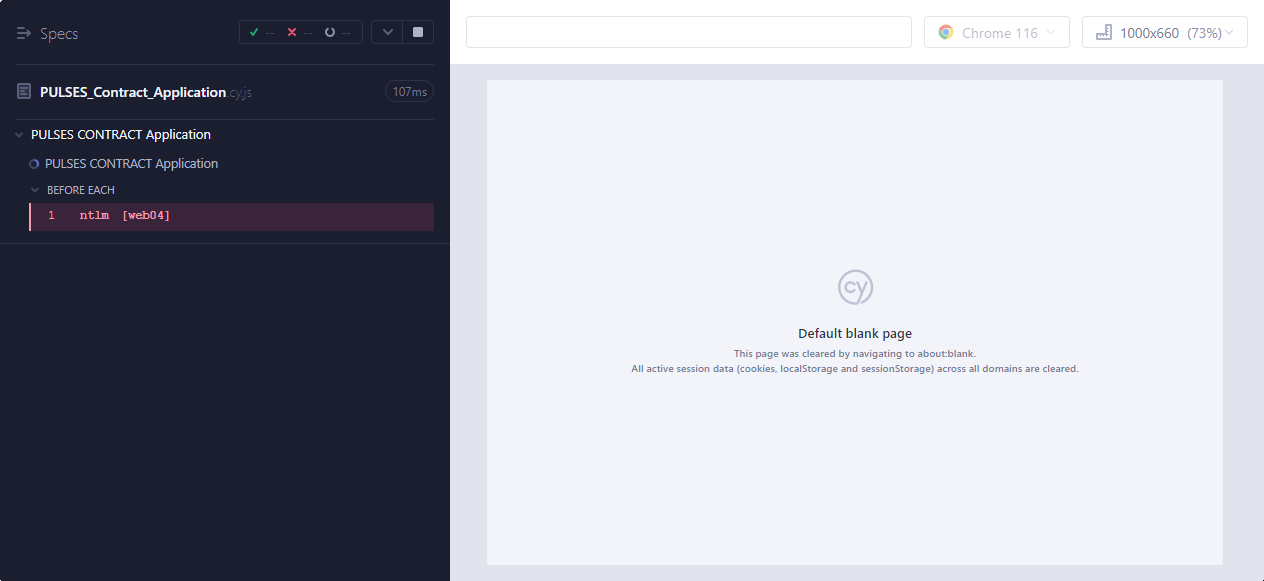 Specs
-- -- --
PULSES_Contract_Application.cy.js
107ms
PULSES CONTRACT Application
PULSES CONTRACT Application
BEFORE EACH
1 ntlm [web04]
Chrome 116
1000x660 (73%)
cy
Default blank page
This page was cleared by navigating to about:blank.
All active session data (cookies, localStorage and sessionStorage) across all domains are cleared.